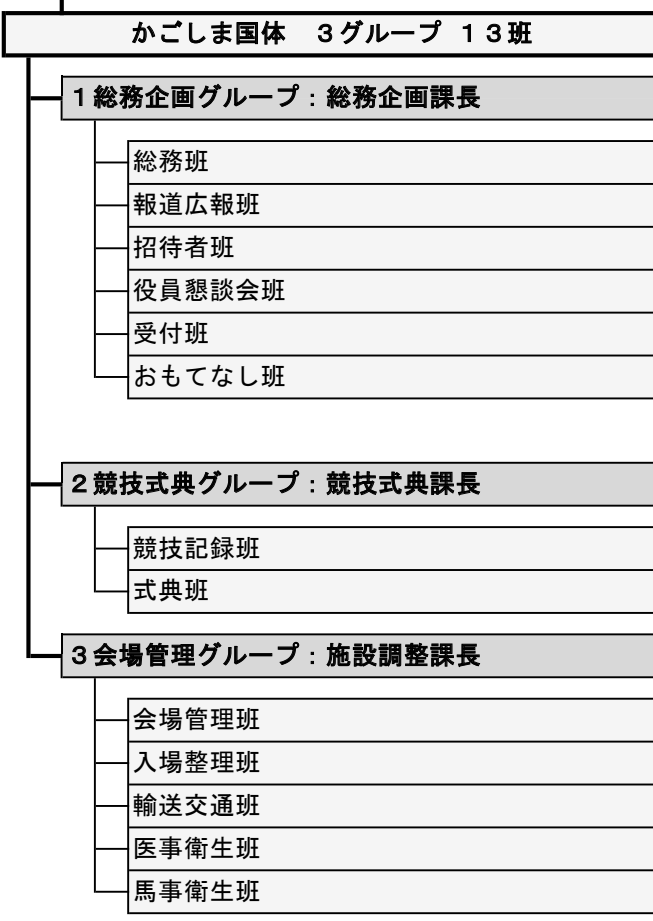 かごしま国体　３グループ　１３班
１総務企画グループ：総務企画課長
総務班
報道広報班
招待者班
役員懇談会班
受付班
おもてなし班
２競技式典グループ：競技式典課長
競技記録班
式典班
３会場管理グループ：施設調整課長
会場管理班
入場整理班
輸送交通班
医事衛生班
馬事衛生班